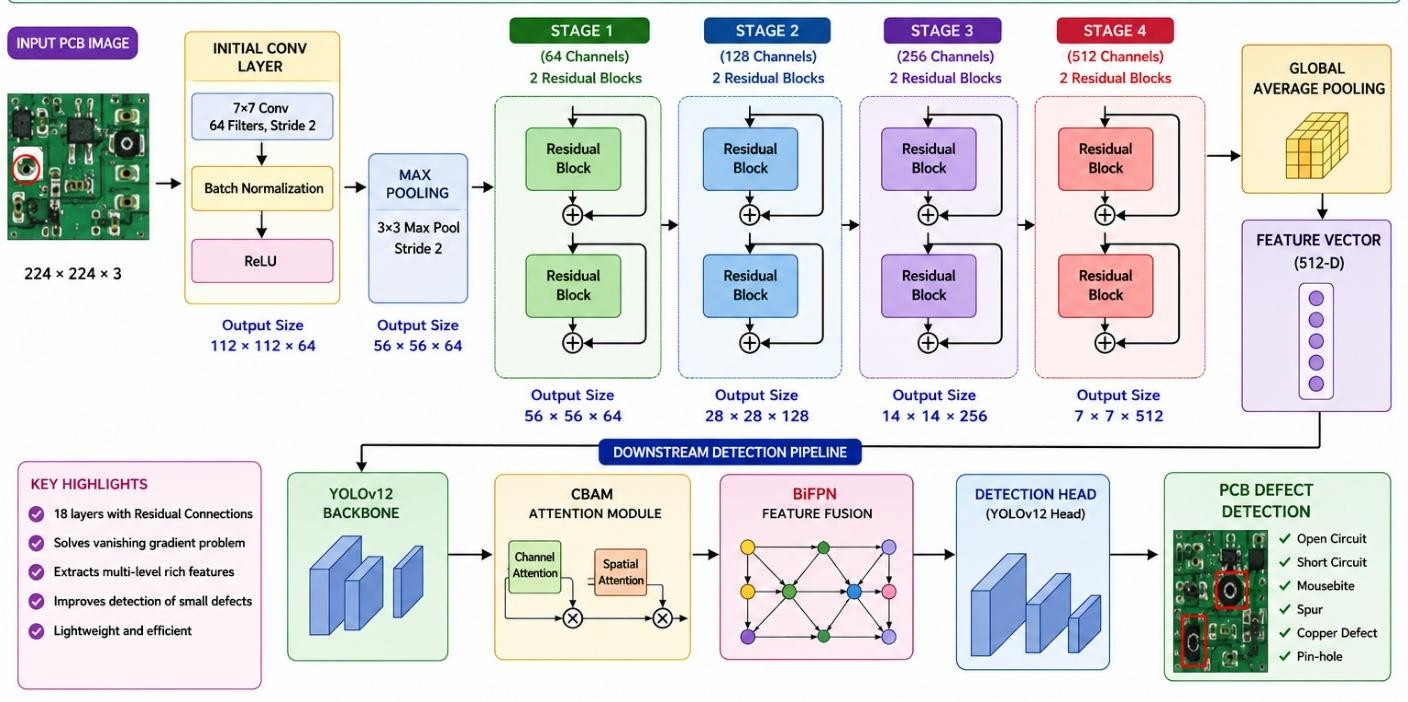 INPUT PCB IMAGE
224 × 224 × 3
INITIAL CONV
LAYER
7×7 Conv
64 Filters, Stride 2
Batch Normalization
ReLU
Output Size
112 × 112 × 64
MAX
POOLING
3×3 Max Pool
Stride 2
Output Size
56 × 56 × 64
STAGE 1
(64 Channels)
2 Residual Blocks
Residual
Block
Residual
Block
Output Size
56 × 56 × 64
STAGE 2
(128 Channels)
2 Residual Blocks
Residual
Block
Residual
Block
Output Size
28 × 28 × 128
STAGE 3
(256 Channels)
2 Residual Blocks
Residual
Block
Residual
Block
Output Size
14 × 14 × 256
STAGE 4
(512 Channels)
2 Residual Blocks
Residual
Block
Residual
Block
Output Size
7 × 7 × 512
GLOBAL
AVERAGE POOLING
FEATURE VECTOR
(512-D)
DOWNSTREAM DETECTION PIPELINE
KEY HIGHLIGHTS
18 layers with Residual Connections
Solves vanishing gradient problem
Extracts multi-level rich features
Improves detection of small defects
Lightweight and efficient
YOLOv12
BACKBONE
CBAM
ATTENTION MODULE
Channel
Attention
Spatial
Attention
BiFPN
FEATURE FUSION
DETECTION HEAD
(YOLOv12 Head)
PCB DEFECT
DETECTION
Open Circuit
Short Circuit
Mousebite
Spur
Copper Defect
Pin-hole